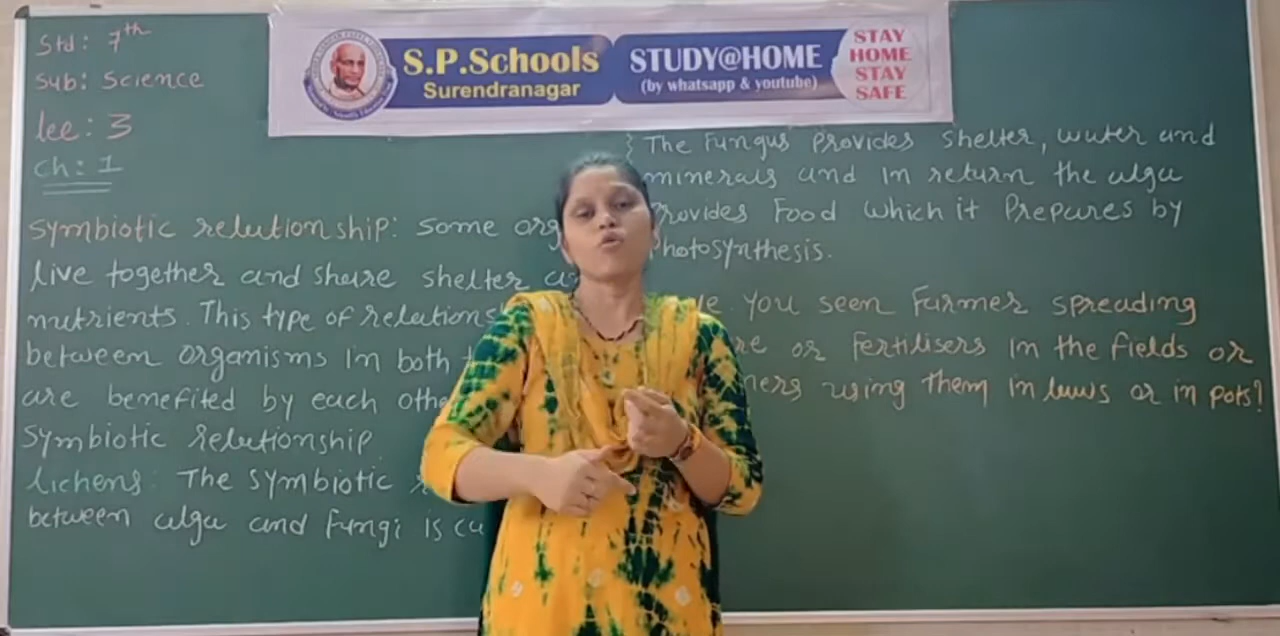 Std: 7th
Sub: Science
lec: 3
Ch: 1
S.P.Schools
Surendranagar
STUDY@HOME
(by whatsapp & youtube)
STAY
HOME
STAY
SAFE
Symbiotic relationship: Some org
live together and share shelter
nutrients. This type of relations
between organisms in both
are benefited by each othe
Symbiotic relationship.
lichens: The symbiotic
between alga and fungi is ca
The Fungus Provides shelter, water and
minerals and in return the alga
Provides Food which it Prepares by
Photosynthesis.
you seen Farmer spreading
or Fertilisers in the fields or
using them in lawns or in pots?